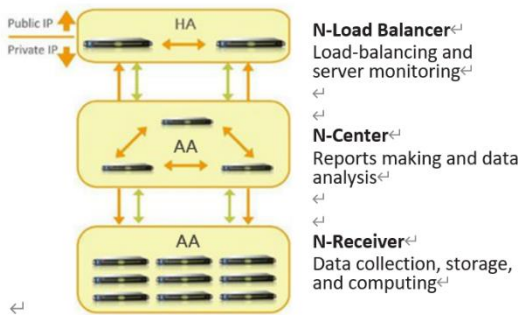 Public IP
Private IP
HA
N-Load Balancer
Load-balancing and
server monitoring
AA
N-Center
Reports making and data
analysis
AA
N-Receiver
Data collection, storage,
and computing